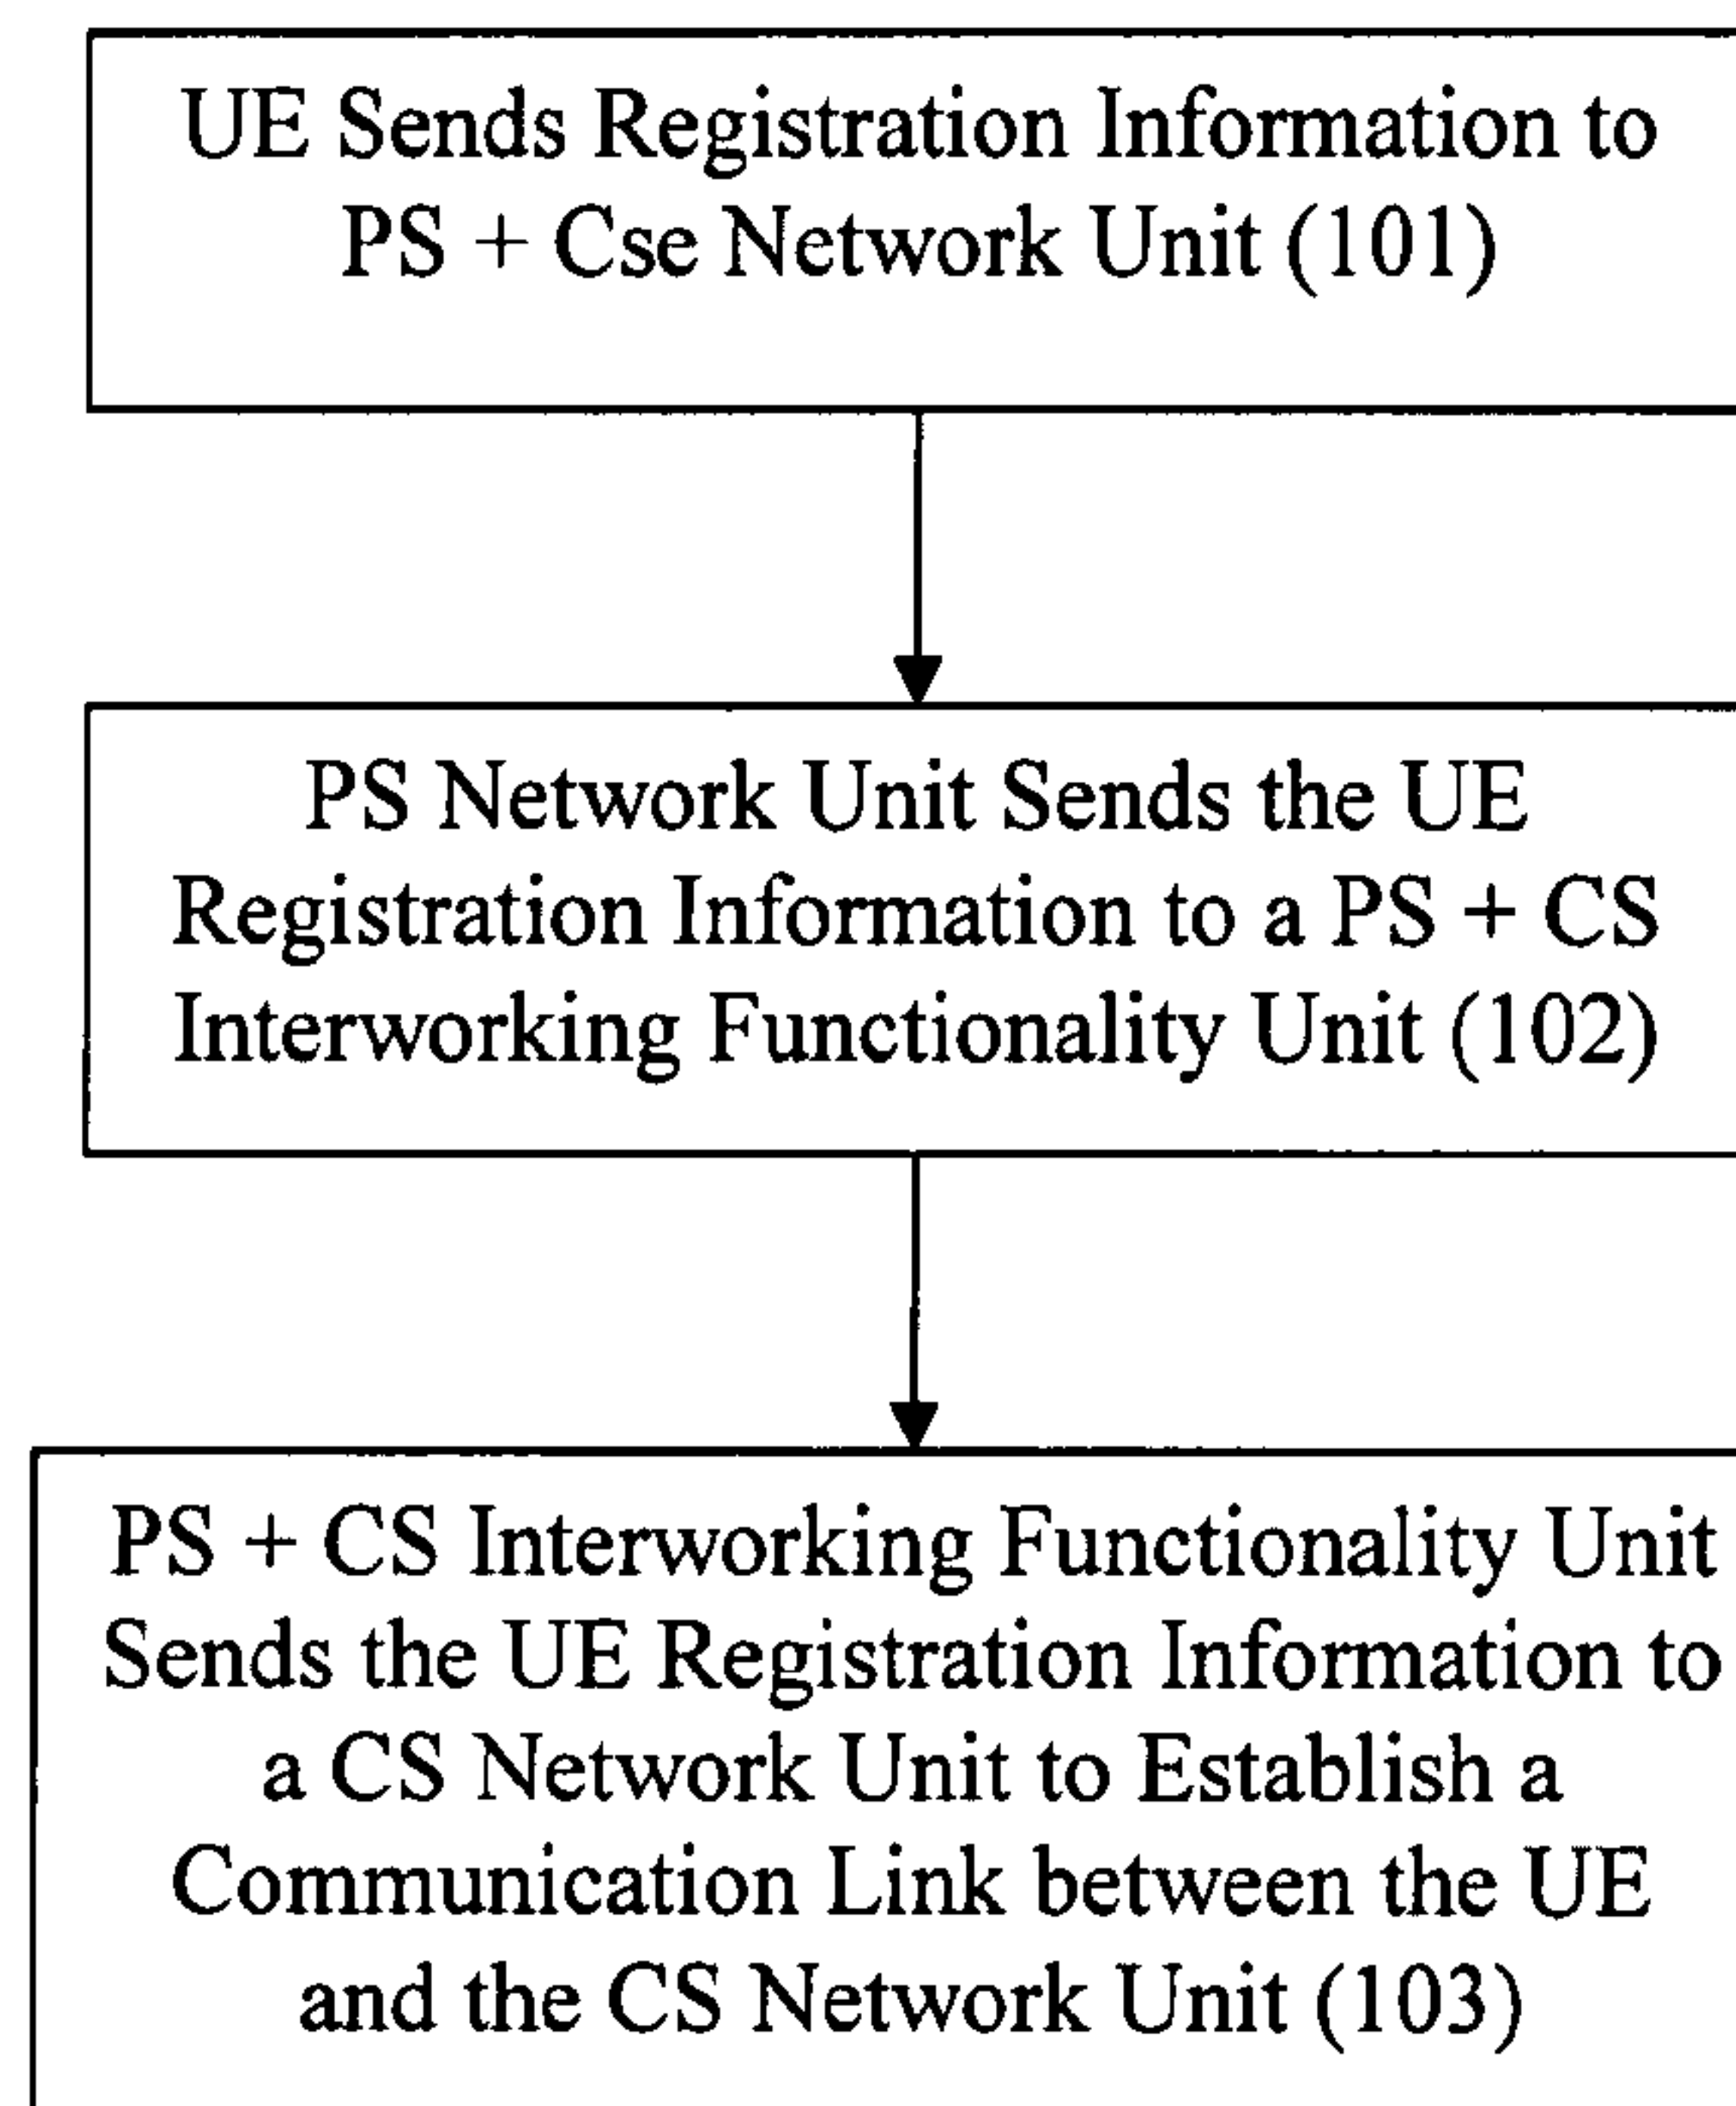 UE Sends Registration Information to
PS + Cse Network Unit (101)
PS Network Unit Sends the UE
Registration Information to a PS + CS
Interworking Functionality Unit (102)
PS + CS Interworking Functionality Unit
Sends the UE Registration Information to
a CS Network Unit to Establish a
Communication Link between the UE
and the CS Network Unit (103)